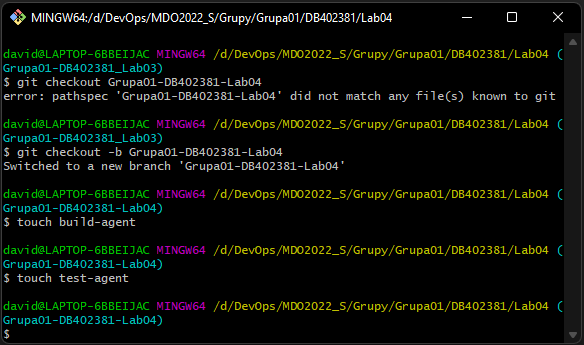 MINGW64:/d/DevOps/MDO2022_S/Grupy/Grupa01/DB402381/Lab04
david@LAPTOP-6BBEIJAC MINGW64 /d/DevOps/MDO2022_S/Grupy/Grupa01/DB402381/Lab04 (
Grupa01-DB402381_Lab03)
$ git checkout Grupa01-DB402381-Lab04
error: pathspec 'Grupa01-DB402381-Lab04' did not match any file(s) known to git
david@LAPTOP-6BBEIJAC MINGW64 /d/DevOps/MDO2022_S/Grupy/Grupa01/DB402381/Lab04 (
Grupa01-DB402381_Lab03)
$ git checkout -b Grupa01-DB402381-Lab04
Switched to a new branch 'Grupa01-DB402381-Lab04'
david@LAPTOP-6BBEIJAC MINGW64 /d/DevOps/MDO2022_S/Grupy/Grupa01/DB402381/Lab04 (
Grupa01-DB402381-Lab04)
$ touch build-agent
david@LAPTOP-6BBEIJAC MINGW64 /d/DevOps/MDO2022_S/Grupy/Grupa01/DB402381/Lab04 (
Grupa01-DB402381-Lab04)
$ touch test-agent
david@LAPTOP-6BBEIJAC MINGW64 /d/DevOps/MDO2022_S/Grupy/Grupa01/DB402381/Lab04 (
Grupa01-DB402381-Lab04)
$